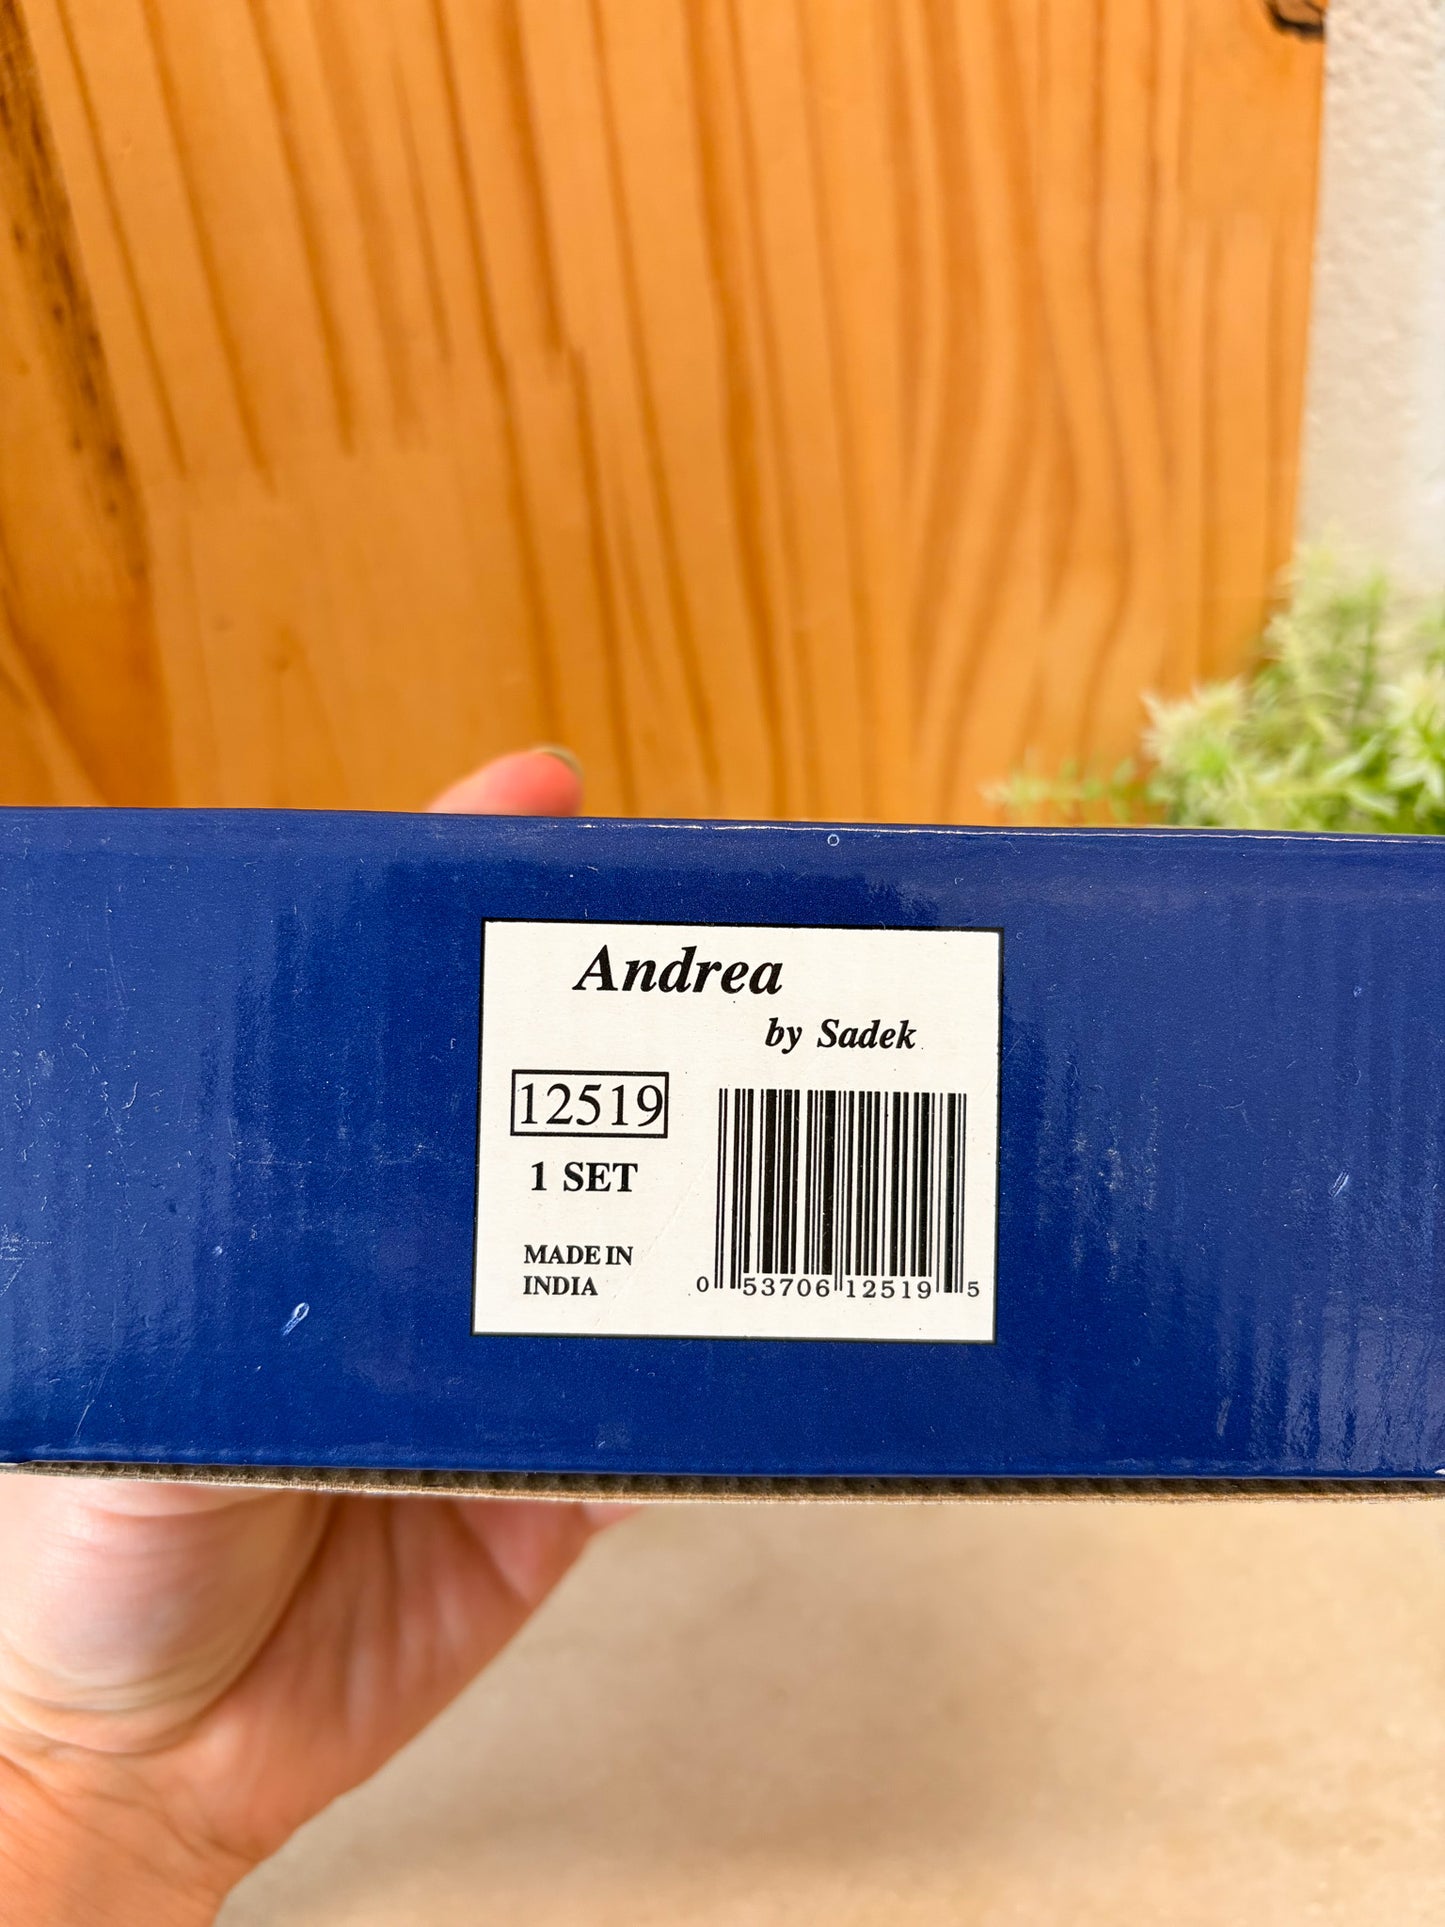 Andrea
by Sadek
12519
1 SET
MADE IN
INDIA
0 53706 12519 5